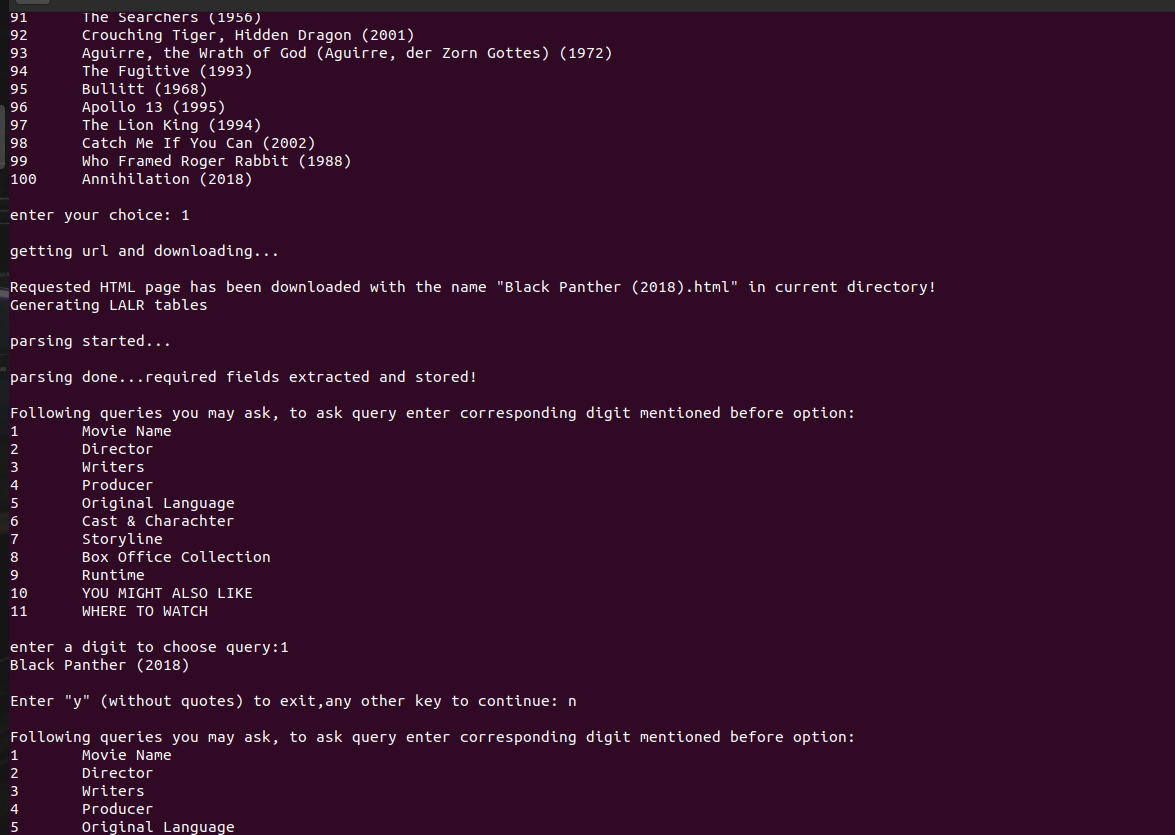 91 The Searchers (1956)
92 Crouching Tiger, Hidden Dragon (2001)
93 Aguirre, the Wrath of God (Aguirre, der Zorn Gottes) (1972)
94 The Fugitive (1993)
95 Bullitt (1968)
96 Apollo 13 (1995)
97 The Lion King (1994)
98 Catch Me If You Can (2002)
99 Who Framed Roger Rabbit (1988)
100 Annihilation (2018)
enter your choice: 1
getting url and downloading...
Requested HTML page has been downloaded with the name "Black Panther (2018).html" in current directory!
Generating LALR tables
parsing started...
parsing done...required fields extracted and stored!
Following queries you may ask, to ask query enter corresponding digit mentioned before option:
1 Movie Name
2 Director
3 Writers
4 Producer
5 Original Language
6 Cast & Charachter
7 Storyline
8 Box Office Collection
9 Runtime
10 YOU MIGHT ALSO LIKE
11 WHERE TO WATCH
enter a digit to choose query:1
Black Panther (2018)
Enter "y" (without quotes) to exit,any other key to continue: n
Following queries you may ask, to ask query enter corresponding digit mentioned before option:
1 Movie Name
2 Director
3 Writers
4 Producer
5 Original Language